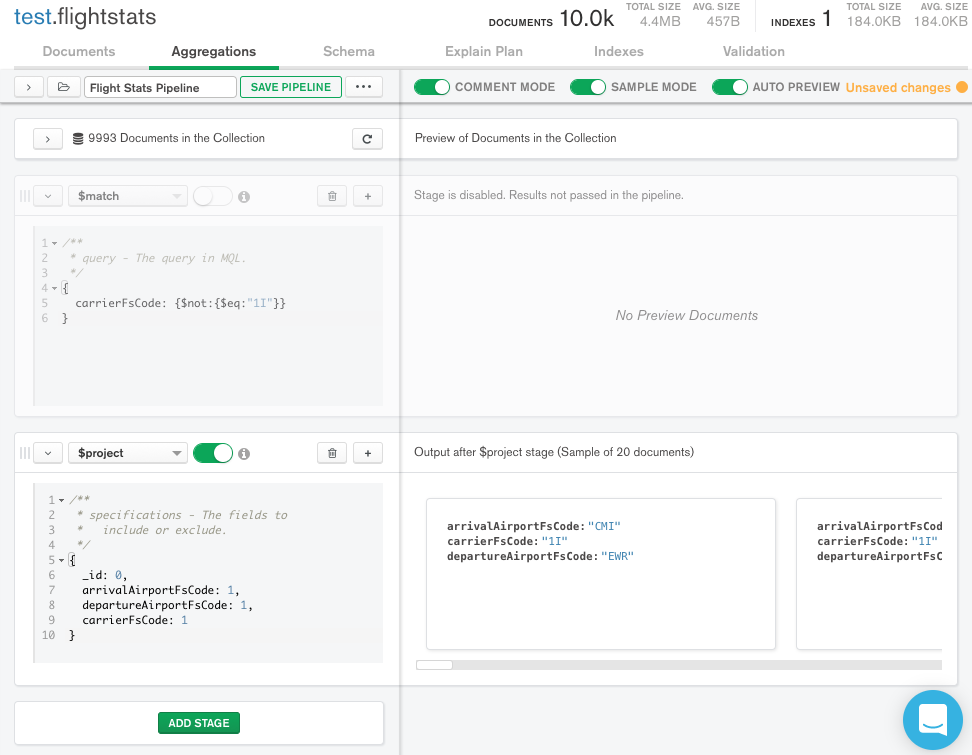 test.flightstats
DOCUMENTS 10.0k TOTAL SIZE 4.4MB AVG. SIZE 457B INDEXES 1 TOTAL SIZE 184.0KB AVG. SIZE 184.0KB
Documents Aggregations Schema Explain Plan Indexes Validation
Flight Stats Pipeline SAVE PIPELINE ... COMMENT MODE SAMPLE MODE AUTO PREVIEW Unsaved changes
9993 Documents in the Collection Preview of Documents in the Collection
$match Stage is disabled. Results not passed in the pipeline.
1 /**
2 * query - The query in MQL.
3 */
4 {
5 carrierFsCode: {$not:{$eq:"1I"}}
6 }
No Preview Documents
$project Output after $project stage (Sample of 20 documents)
1 /**
2 * specifications - The fields to
3 *   include or exclude.
4 */
5 {
6 _id: 0,
7 arrivalAirportFsCode: 1,
8 departureAirportFsCode: 1,
9 carrierFsCode: 1
10 }
arrivalAirportFsCode: "CMI"
carrierFsCode: "1I"
departureAirportFsCode: "EWR"
arrivalAirportFsCod
carrierFsCode: "1I"
departureAirportFsC
ADD STAGE